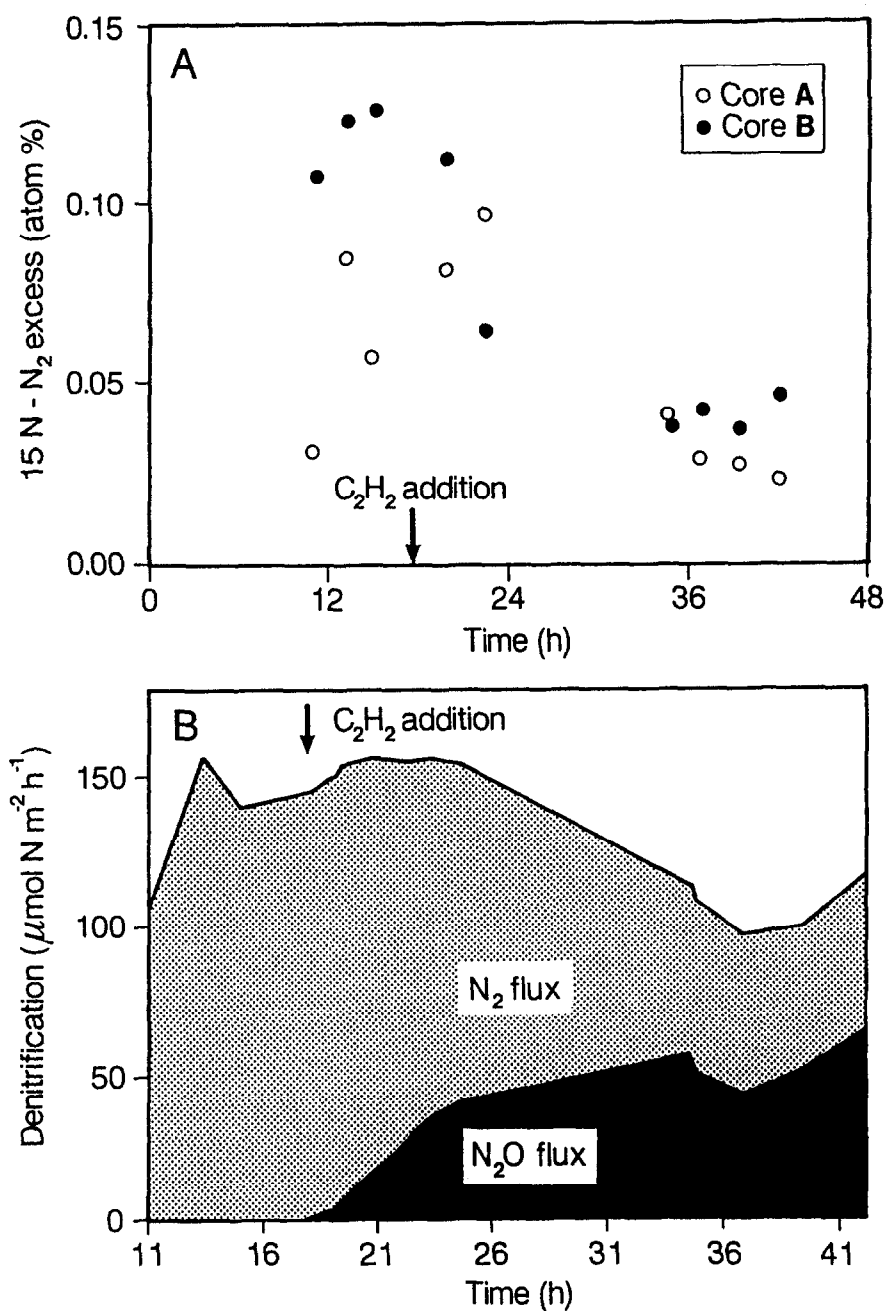 A
0.15
0.10
0.05
0.00
15 N - N₂ excess (atom %)
Core A
Core B
C₂H₂ addition
0 12 24 36 48
Time (h)
B
C₂H₂ addition
150
100
50
0
Denitrification (μmol N m⁻² h⁻¹)
N₂ flux
N₂O flux
11 16 21 26 31 36 41
Time (h)